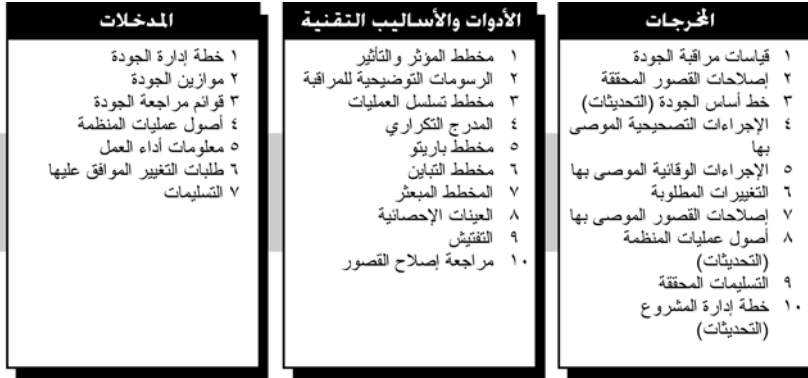 المدخلات
١ خطة إدارة الجودة
٢ موازين الجودة
٣ قوائم مراجعة الجودة
٤ أصول عمليات المنظمة
٥ معلومات أداء العمل
٦ طلبات التغيير الموافق عليها
٧ التسليمات
الأدوات والأساليب التقنية
١ مخطط المؤثر والتأثير
٢ الرسومات التوضيحية للمراقبة
٣ مخطط تسلسل العمليات
٤ المدرج التكراري
٥ مخطط باريتو
٦ مخطط التباين
٧ المخطط المبعثر
٨ العينات الإحصائية
٩ التفتيش
١٠ مراجعة إصلاح القصور
المخرجات
١ قياسات مراقبة الجودة
٢ إصلاحات القصور المحققة
٣ خط أساس الجودة (التحديثات)
٤ الإجراءات التصحيحية الموصى
بها
٥ الإجراءات الوقائية الموصى بها
٦ التغييرات المطلوبة
٧ إصلاحات القصور الموصى بها
٨ أصول عمليات المنظمة
(التحديثات)
٩ التسليمات المحققة
١٠ خطة إدارة المشروع
(التحديثات)